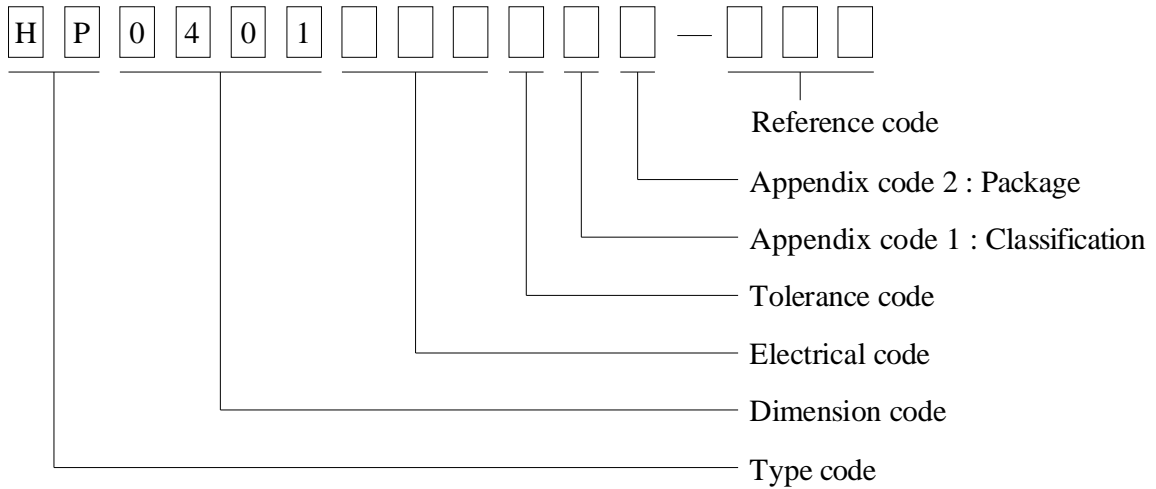 H P 0 4 0 1 —
Reference code
Appendix code 2 : Package
Appendix code 1 : Classification
Tolerance code
Electrical code
Dimension code
Type code